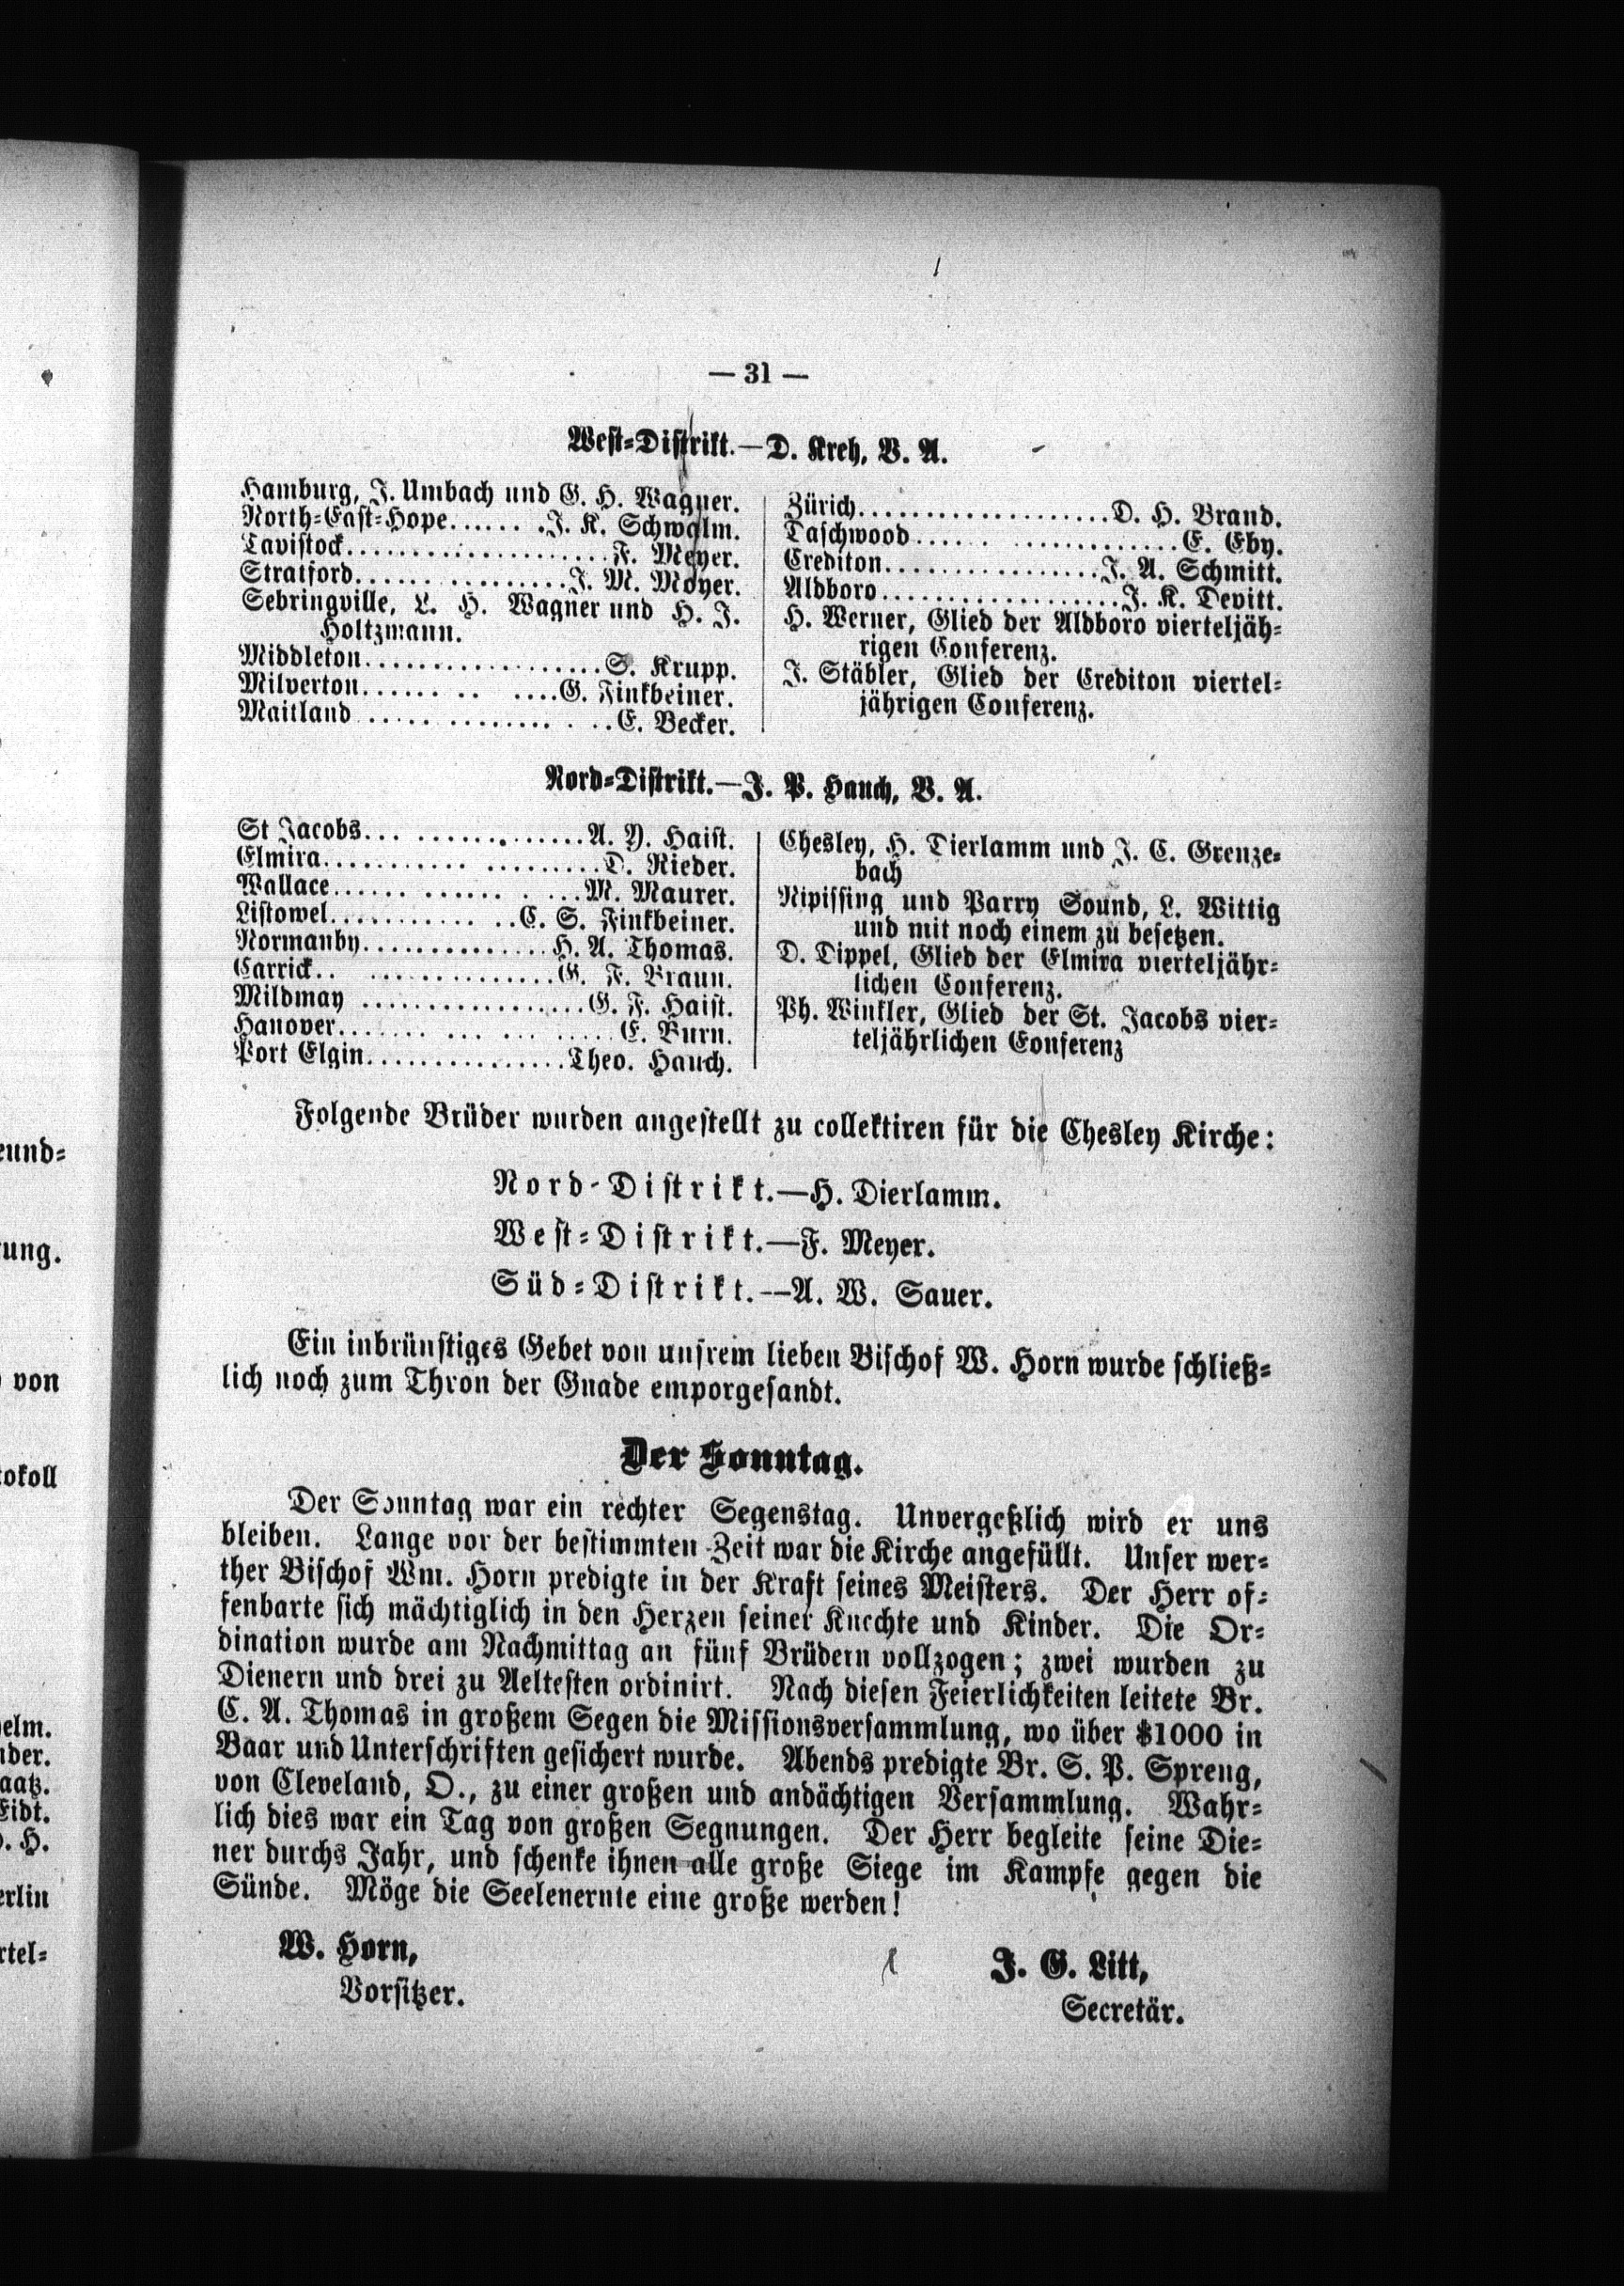 — 31 —
West=Distrikt.—D. Kreh, V. A.
Hamburg, J. Umbach und G. H. Wagner.
North=East=Hope.......J. K. Schwalm.
Tavistock....................F. Meyer.
Stratford................J. M. Moyer.
Sebringville, L. H. Wagner und H. J.
Holtzmann.
Middleton..................S. Krupp.
Milverton...... .. ....G. Finkbeiner.
Maitland ..... ........ . ..E. Becker.
Zürich...................D. H. Brand.
Daschwood...... .............E. Eby.
Crediton................J. A. Schmitt.
Aldboro..................J. K. Devitt.
H. Werner, Glied der Aldboro vierteljäh=
rigen Conferenz.
J. Stäbler, Glied der Crediton viertel=
jährigen Conferenz.
Nord=Distrikt.—J. P. Hauch, V. A.
St Jacobs... .............A. Y. Haist.
Elmira........... .........D. Rieder.
Wallace...... ...... . ....M. Maurer.
Listowel........... ..C. S. Finkbeiner.
Normanby..............H. A. Thomas.
Carrick.. ..............G. F. Braun.
Mildmay .................G. F. Haist.
Hanover....... ... ... .....E. Burn.
Port Elgin...............Theo. Hauch.
Chesley, H. Dierlamm und J. C. Grenze=
bach
Nipissing und Parry Sound, L. Wittig
und mit noch einem zu besetzen.
D. Dippel, Glied der Elmira vierteljähr=
lichen Conferenz.
Ph. Winkler, Glied der St. Jacobs vier=
teljährlichen Conferenz
Folgende Brüder wurden angestellt zu collektiren für die Chesley Kirche:
Nord-Distrikt.—H. Dierlamm.
West=Distrikt.—F. Meyer.
Süd=Distrikt.—A. W. Sauer.
Ein inbrünstiges Gebet von unsrem lieben Bischof W. Horn wurde schließ=
lich noch zum Thron der Gnade emporgesandt.
Der Sonntag.
Der Sonntag war ein rechter Segenstag. Unvergeßlich wird er uns
bleiben. Lange vor der bestimmten Zeit war die Kirche angefüllt. Unser wer=
ther Bischof Wm. Horn predigte in der Kraft seines Meisters. Der Herr of=
fenbarte sich mächtiglich in den Herzen seiner Knechte und Kinder. Die Or=
dination wurde am Nachmittag an fünf Brüdern vollzogen; zwei wurden zu
Dienern und drei zu Aeltesten ordinirt. Nach diesen Feierlichkeiten leitete Br.
C. A. Thomas in großem Segen die Missionsversammlung, wo über $1000 in
Baar und Unterschriften gesichert wurde. Abends predigte Br. S. P. Spreng,
von Cleveland, O., zu einer großen und andächtigen Versammlung. Wahr=
lich dies war ein Tag von großen Segnungen. Der Herr begleite seine Die=
ner durchs Jahr, und schenke ihnen alle große Siege im Kampfe gegen die
Sünde. Möge die Seelenernte eine große werden!
W. Horn,
Vorsitzer.
J. G. Litt,
Secretär.
eund=
rung.
von
tokoll
helm.
nder.
aatz.
Eidt.
. H.
erlin
rtel=